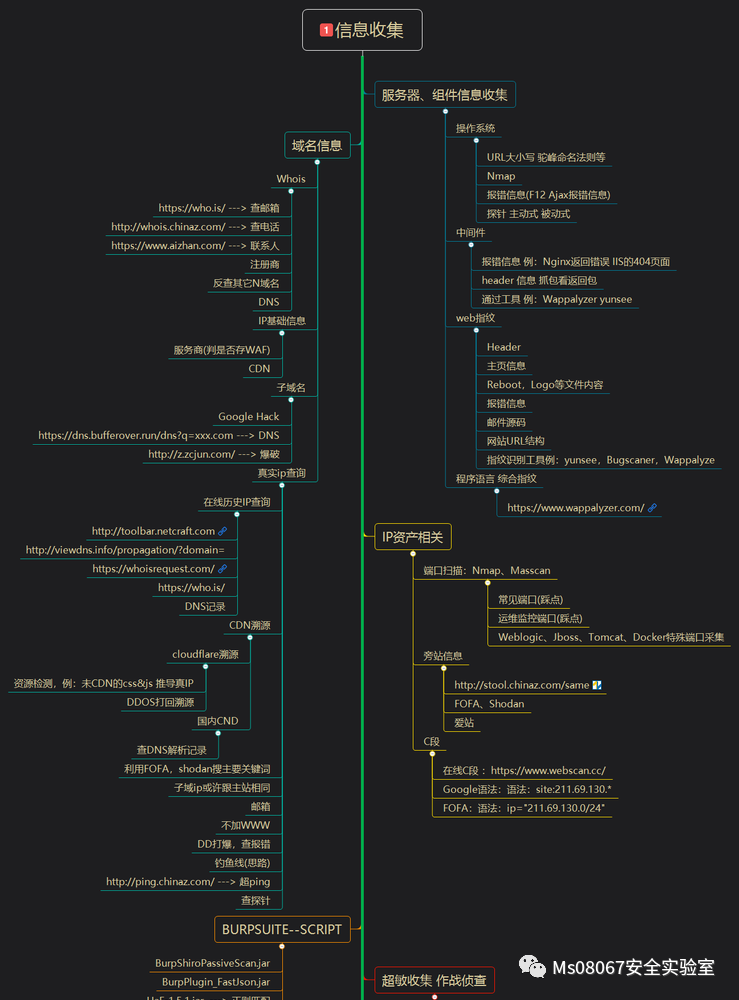 1 信息收集
域名信息
Whois
https://who.is/ ---> 查邮箱
http://whois.chinaz.com/ ---> 查电话
https://www.aizhan.com/ ---> 联系人
注册商
反查其它N域名
DNS
IP基础信息
服务商(判是否存WAF)
CDN
子域名
Google Hack
https://dns.bufferover.run/dns?q=xxx.com ---> DNS
http://z.zcjun.com/ ---> 爆破
真实ip查询
在线历史IP查询
http://toolbar.netcraft.com
http://viewdns.info/propagation/?domain=
https://whoisrequest.com/
https://who.is/
DNS记录
CDN溯源
cloudflare溯源
资源检测，例：未CDN的css&js 推导真IP
DDOS打回溯源
国内CND
查DNS解析记录
利用FOFA，shodan搜主要关键词
子域ip或许跟主站相同
邮箱
不加WWW
DD打爆，查报错
钓鱼线(思路)
http://ping.chinaz.com/ ---> 超ping
查探针
BURPSUITE--SCRIPT
BurpShiroPassiveScan.jar
BurpPlugin_FastJson.jar
服务器、组件信息收集
操作系统
URL大小写 驼峰命名法则等
Nmap
报错信息(F12 Ajax报错信息)
探针 主动式 被动式
中间件
报错信息 例：Nginx返回错误 IIS的404页面
header 信息 抓包看返回包
通过工具 例：Wappalyzer yunsee
web指纹
Header
主页信息
Reboot，Logo等文件内容
报错信息
邮件源码
网站URL结构
指纹识别工具例：yunsee，Bugscaner，Wappalyze
程序语言 综合指纹
https://www.wappalyzer.com/
IP资产相关
端口扫描：Nmap、Masscan
常见端口(踩点)
运维监控端口(踩点)
Weblogic、Jboss、Tomcat、Docker特殊端口采集
旁站信息
http://stool.chinaz.com/same
FOFA、Shodan
爱站
C段
在线C段 ：https://www.webscan.cc/
Google语法：语法：site:211.69.130.*
FOFA：语法：ip="211.69.130.0/24"
超敏收集 作战侦查
Ms08067安全实验室